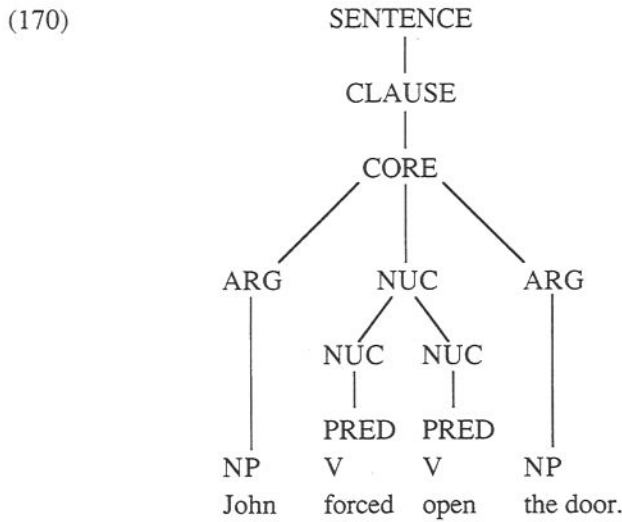 (170) SENTENCE
CLAUSE
CORE
ARG NUC ARG
NUC NUC
PRED PRED
NP V V NP
John forced open the door.